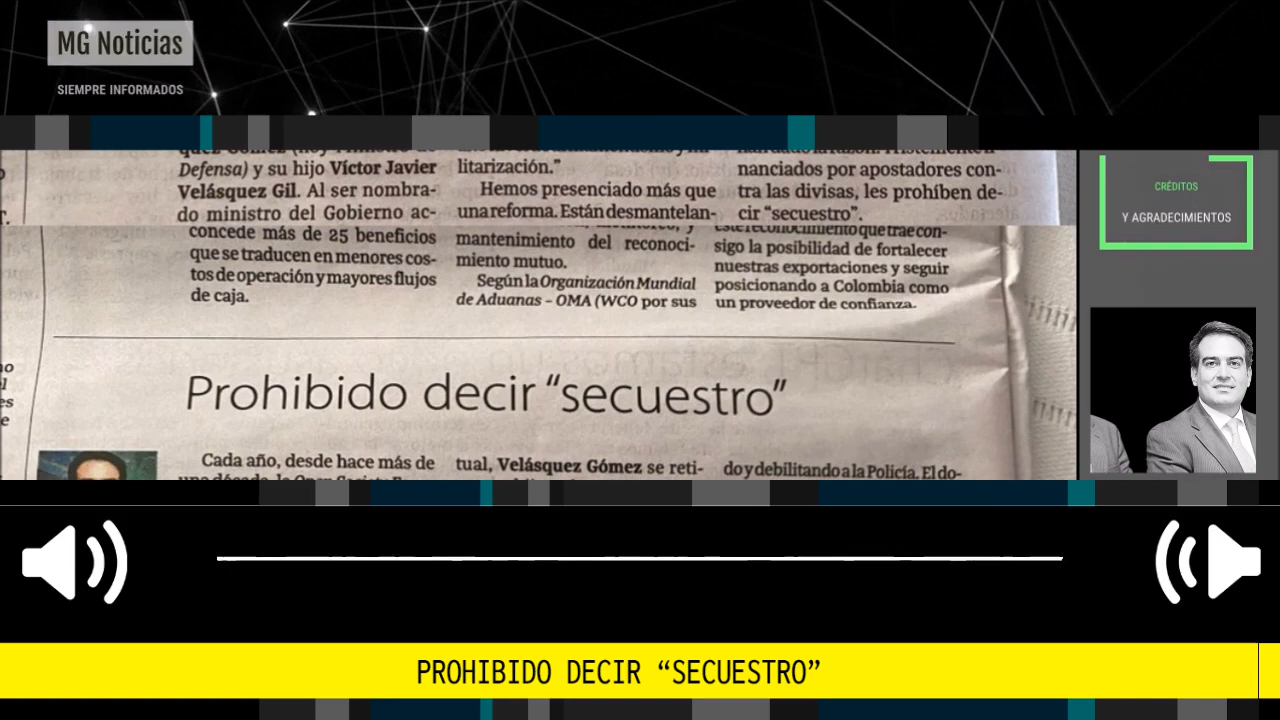 MG Noticias
SIEMPRE INFORMADOS
Defensa) y su hijo Víctor Javier
Velásquez Gil. Al ser nombra-
do ministro del Gobierno ac-
litarización.”
Hemos presenciado más que
una reforma. Están desmantelan-
nanciados por apostadores con-
tra las divisas, les prohíben de-
cir “secuestro”.
concede más de 25 beneficios
que se traducen en menores cos-
tos de operación y mayores flujos
de caja.
mantenimiento del reconoci-
miento mutuo.
Según la Organización Mundial
de Aduanas - OMA (WCO por sus
este reconocimiento que trae con-
sigo la posibilidad de fortalecer
nuestras exportaciones y seguir
posicionando a Colombia como
un proveedor de confianza.
CRÉDITOS
Y AGRADECIMIENTOS
Prohibido decir “secuestro”
Cada año, desde hace más de
tual, Velásquez Gómez se reti-
do y debilitando a la Policía. El do-
PROHIBIDO DECIR “SECUESTRO”